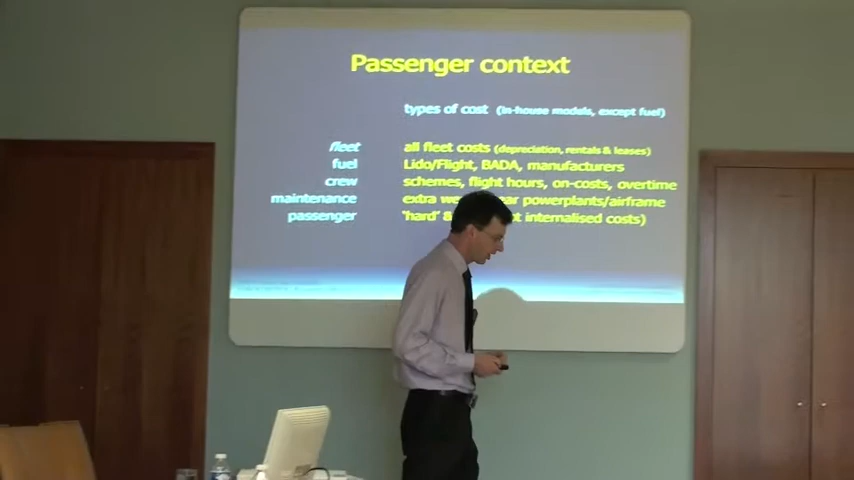 Passenger context
types of cost (in-house models, except fuel)
fleet all fleet costs (depreciation, rentals & leases)
fuel Lido/Flight, BADA, manufacturers
crew schemes, flight hours, on-costs, overtime
maintenance extra powerplants/airframe
passenger 'hard' & internalised costs)